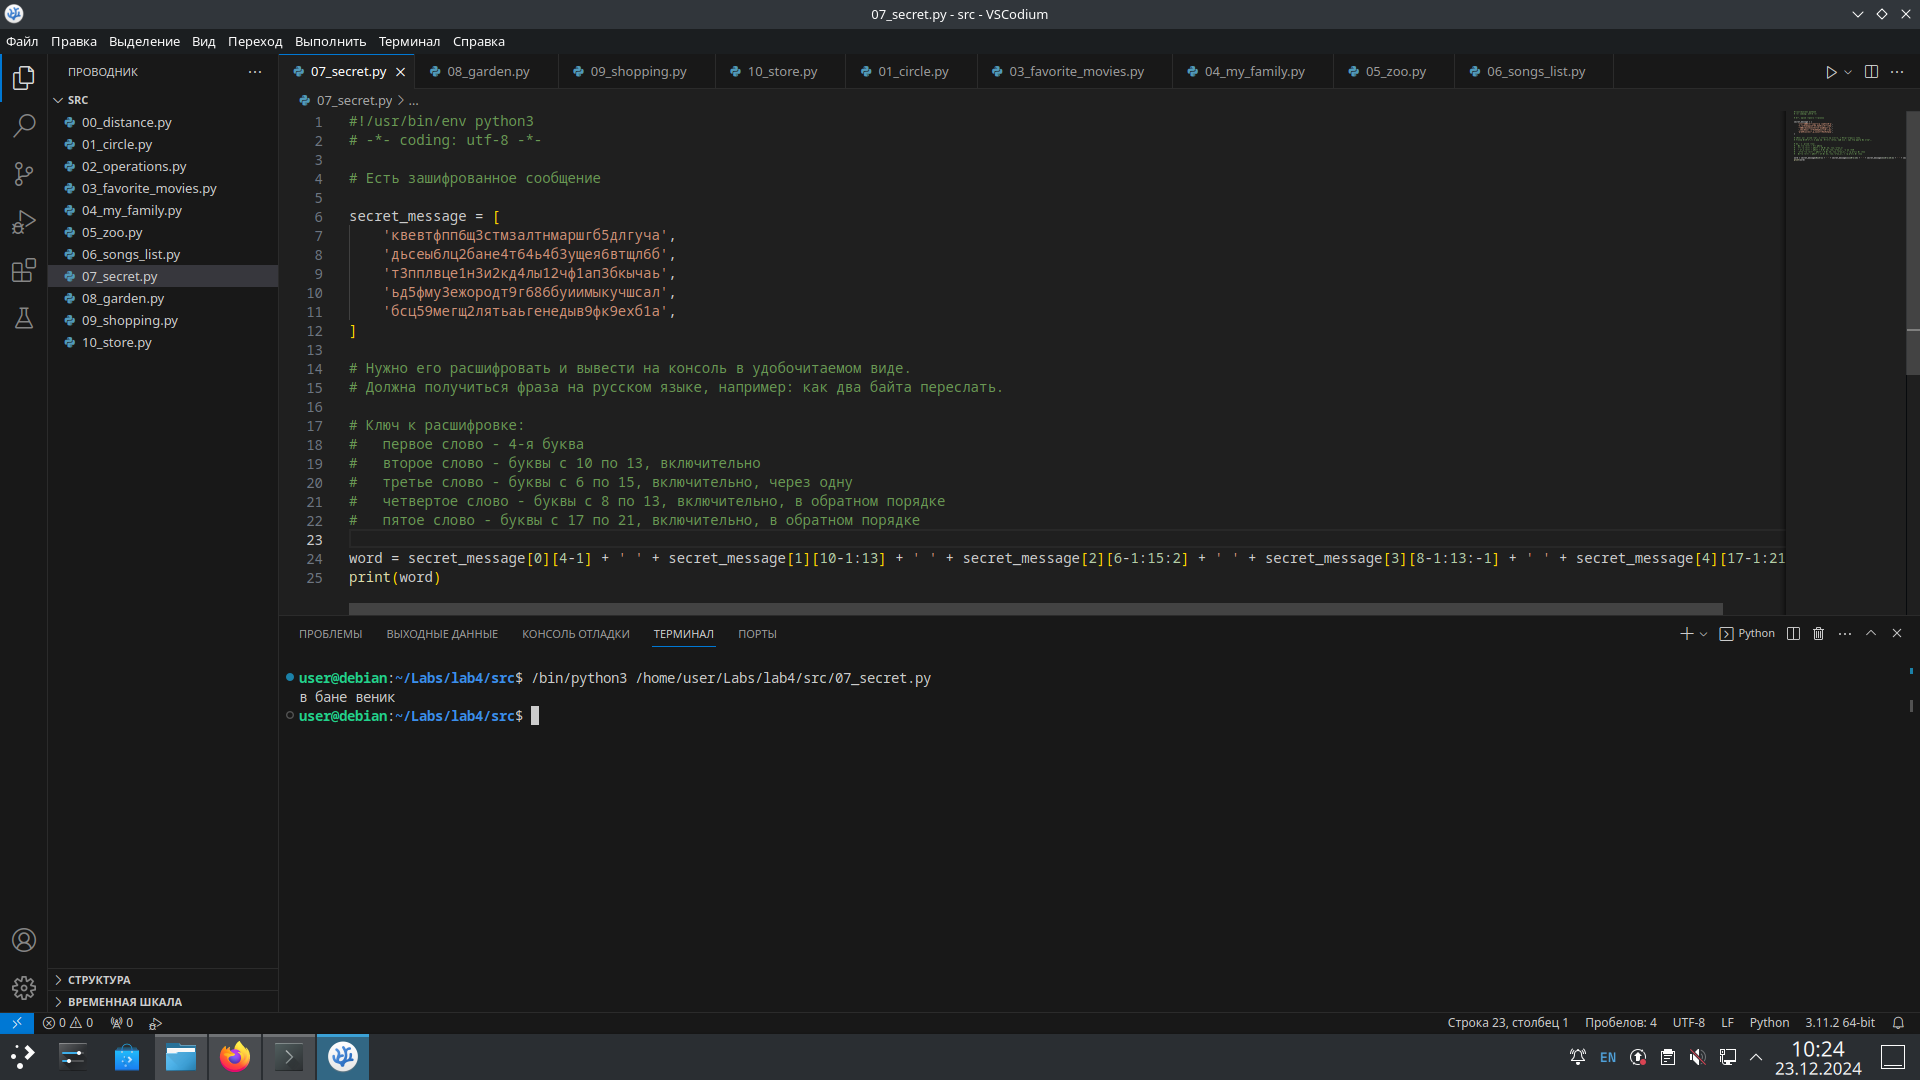 07_secret.py - src - VSCodium
Файл Правка Выделение Вид Переход Выполнить Терминал Справка
ПРОВОДНИК
SRC
00_distance.py
01_circle.py
02_operations.py
03_favorite_movies.py
04_my_family.py
05_zoo.py
06_songs_list.py
07_secret.py
08_garden.py
09_shopping.py
10_store.py
СТРУКТУРА
ВРЕМЕННАЯ ШКАЛА
07_secret.py 08_garden.py 09_shopping.py 10_store.py 01_circle.py 03_favorite_movies.py 04_my_family.py 05_zoo.py 06_songs_list.py
07_secret.py > ...
1 #!/usr/bin/env python3
2 # -*- coding: utf-8 -*-
3
4 # Есть зашифрованное сообщение
5
6 secret_message = [
7 'квевтфпп6щ3стмзалтнмаршгб5длгуча',
8 'дьсеы6лц2бане4т64ь4б3ущея6втщл6б',
9 'т3пплвце1н3и2кд4лы12чф1ап3бкычаь',
10 'ьд5фму3ежородт9г686буиимыкучшсал',
11 'бсц59мегщ2лятьаьгенедыв9фк9ехб1а',
12 ]
13
14 # Нужно его расшифровать и вывести на консоль в удобочитаемом виде.
15 # Должна получиться фраза на русском языке, например: как два байта переслать.
16
17 # Ключ к расшифровке:
18 # первое слово - 4-я буква
19 # второе слово - буквы с 10 по 13, включительно
20 # третье слово - буквы с 6 по 15, включительно, через одну
21 # четвертое слово - буквы с 8 по 13, включительно, в обратном порядке
22 # пятое слово - буквы с 17 по 21, включительно, в обратном порядке
23
24 word = secret_message[0][4-1] + ' ' + secret_message[1][10-1:13] + ' ' + secret_message[2][6-1:15:2] + ' ' + secret_message[3][8-1:13:-1] + ' ' + secret_message[4][17-1:21
25 print(word)
ПРОБЛЕМЫ ВЫХОДНЫЕ ДАННЫЕ КОНСОЛЬ ОТЛАДКИ ТЕРМИНАЛ ПОРТЫ
Python
user@debian:~/Labs/lab4/src$ /bin/python3 /home/user/Labs/lab4/src/07_secret.py
в бане веник
user@debian:~/Labs/lab4/src$
0 0 0
Строка 23, столбец 1 Пробелов: 4 UTF-8 LF Python 3.11.2 64-bit
EN
10:24
23.12.2024